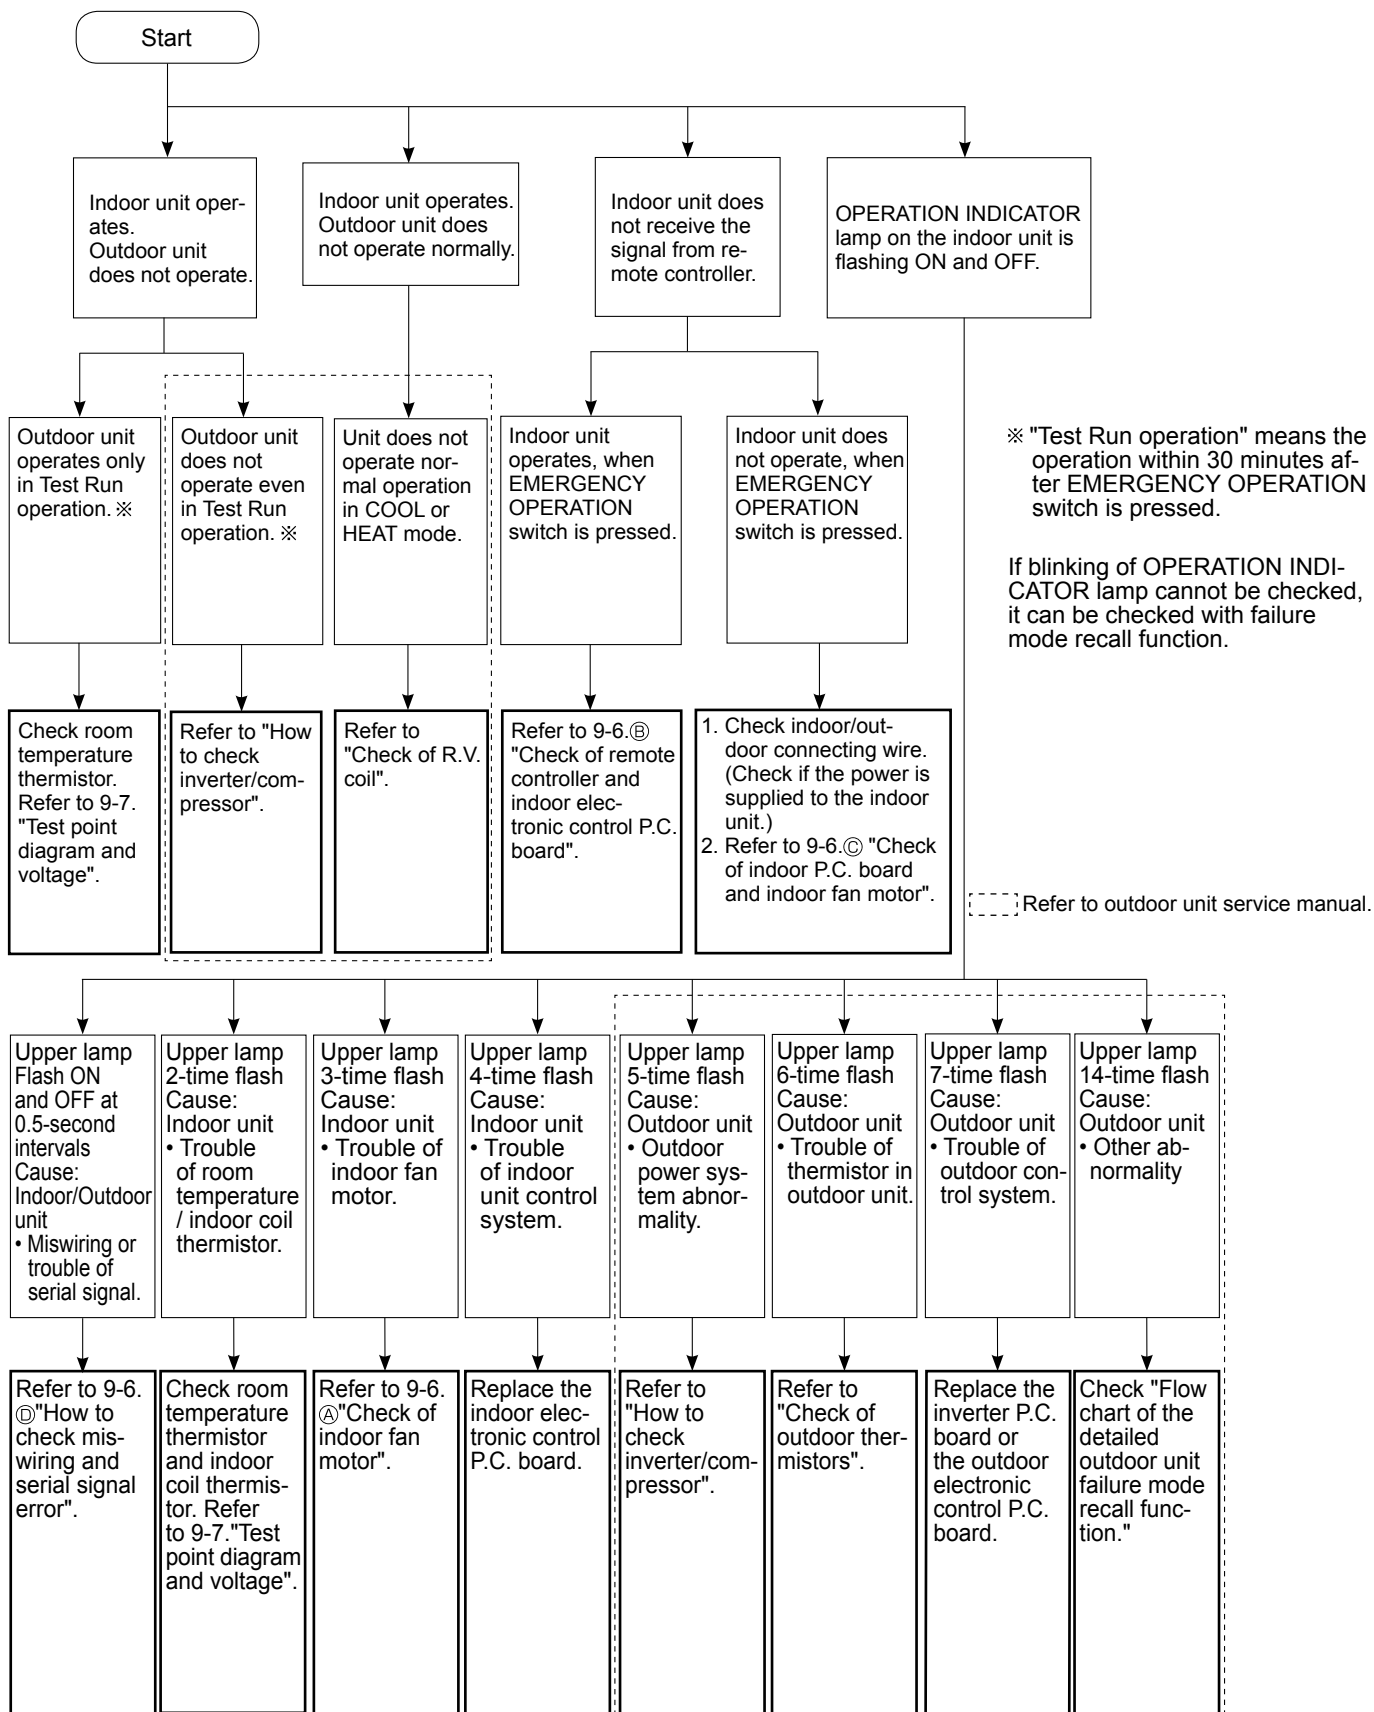 Start
Indoor unit oper-
ates.
Outdoor unit
does not operate.
Indoor unit operates.
Outdoor unit does
not operate normally.
Indoor unit does
not receive the
signal from re-
mote controller.
OPERATION INDICATOR
lamp on the indoor unit is
flashing ON and OFF.
Outdoor unit
operates only
in Test Run
operation. ※
Outdoor unit
does not
operate even
in Test Run
operation. ※
Unit does not
operate nor-
mal operation
in COOL or
HEAT mode.
Indoor unit
operates, when
EMERGENCY
OPERATION
switch is pressed.
Indoor unit does
not operate, when
EMERGENCY
OPERATION
switch is pressed.
※ "Test Run operation" means the
operation within 30 minutes af-
ter EMERGENCY OPERATION
switch is pressed.
If blinking of OPERATION INDI-
CATOR lamp cannot be checked,
it can be checked with failure
mode recall function.
Check room
temperature
thermistor.
Refer to 9-7.
"Test point
diagram and
voltage".
Refer to "How
to check
inverter/com-
pressor".
Refer to
"Check of R.V.
coil".
Refer to 9-6.Ⓑ
"Check of remote
controller and
indoor elec-
tronic control P.C.
board".
1. Check indoor/out-
door connecting wire.
(Check if the power is
supplied to the indoor
unit.)
2. Refer to 9-6.Ⓒ "Check
of indoor P.C. board
and indoor fan motor".
Refer to outdoor unit service manual.
Upper lamp
Flash ON
and OFF at
0.5-second
intervals
Cause:
Indoor/Outdoor
unit
• Miswiring or
trouble of
serial signal.
Upper lamp
2-time flash
Cause:
Indoor unit
• Trouble
of room
temperature
/ indoor coil
thermistor.
Upper lamp
3-time flash
Cause:
Indoor unit
• Trouble of
indoor fan
motor.
Upper lamp
4-time flash
Cause:
Indoor unit
• Trouble
of indoor
unit control
system.
Upper lamp
5-time flash
Cause:
Outdoor unit
• Outdoor
power sys-
tem abnor-
mality.
Upper lamp
6-time flash
Cause:
Outdoor unit
• Trouble of
thermistor in
outdoor unit.
Upper lamp
7-time flash
Cause:
Outdoor unit
• Trouble of
outdoor con-
trol system.
Upper lamp
14-time flash
Cause:
Outdoor unit
• Other ab-
normality
Refer to 9-6.
Ⓓ"How to
check mis-
wiring and
serial signal
error".
Check room
temperature
thermistor
and indoor
coil thermis-
tor. Refer
to 9-7."Test
point diagram
and voltage".
Refer to 9-6.
Ⓐ"Check of
indoor fan
motor".
Replace the
indoor elec-
tronic control
P.C. board.
Refer to
"How to
check
inverter/com-
pressor".
Refer to
"Check of
outdoor ther-
mistors".
Replace the
inverter P.C.
board or
the outdoor
electronic
control P.C.
board.
Check "Flow
chart of the
detailed
outdoor unit
failure mode
recall func-
tion."